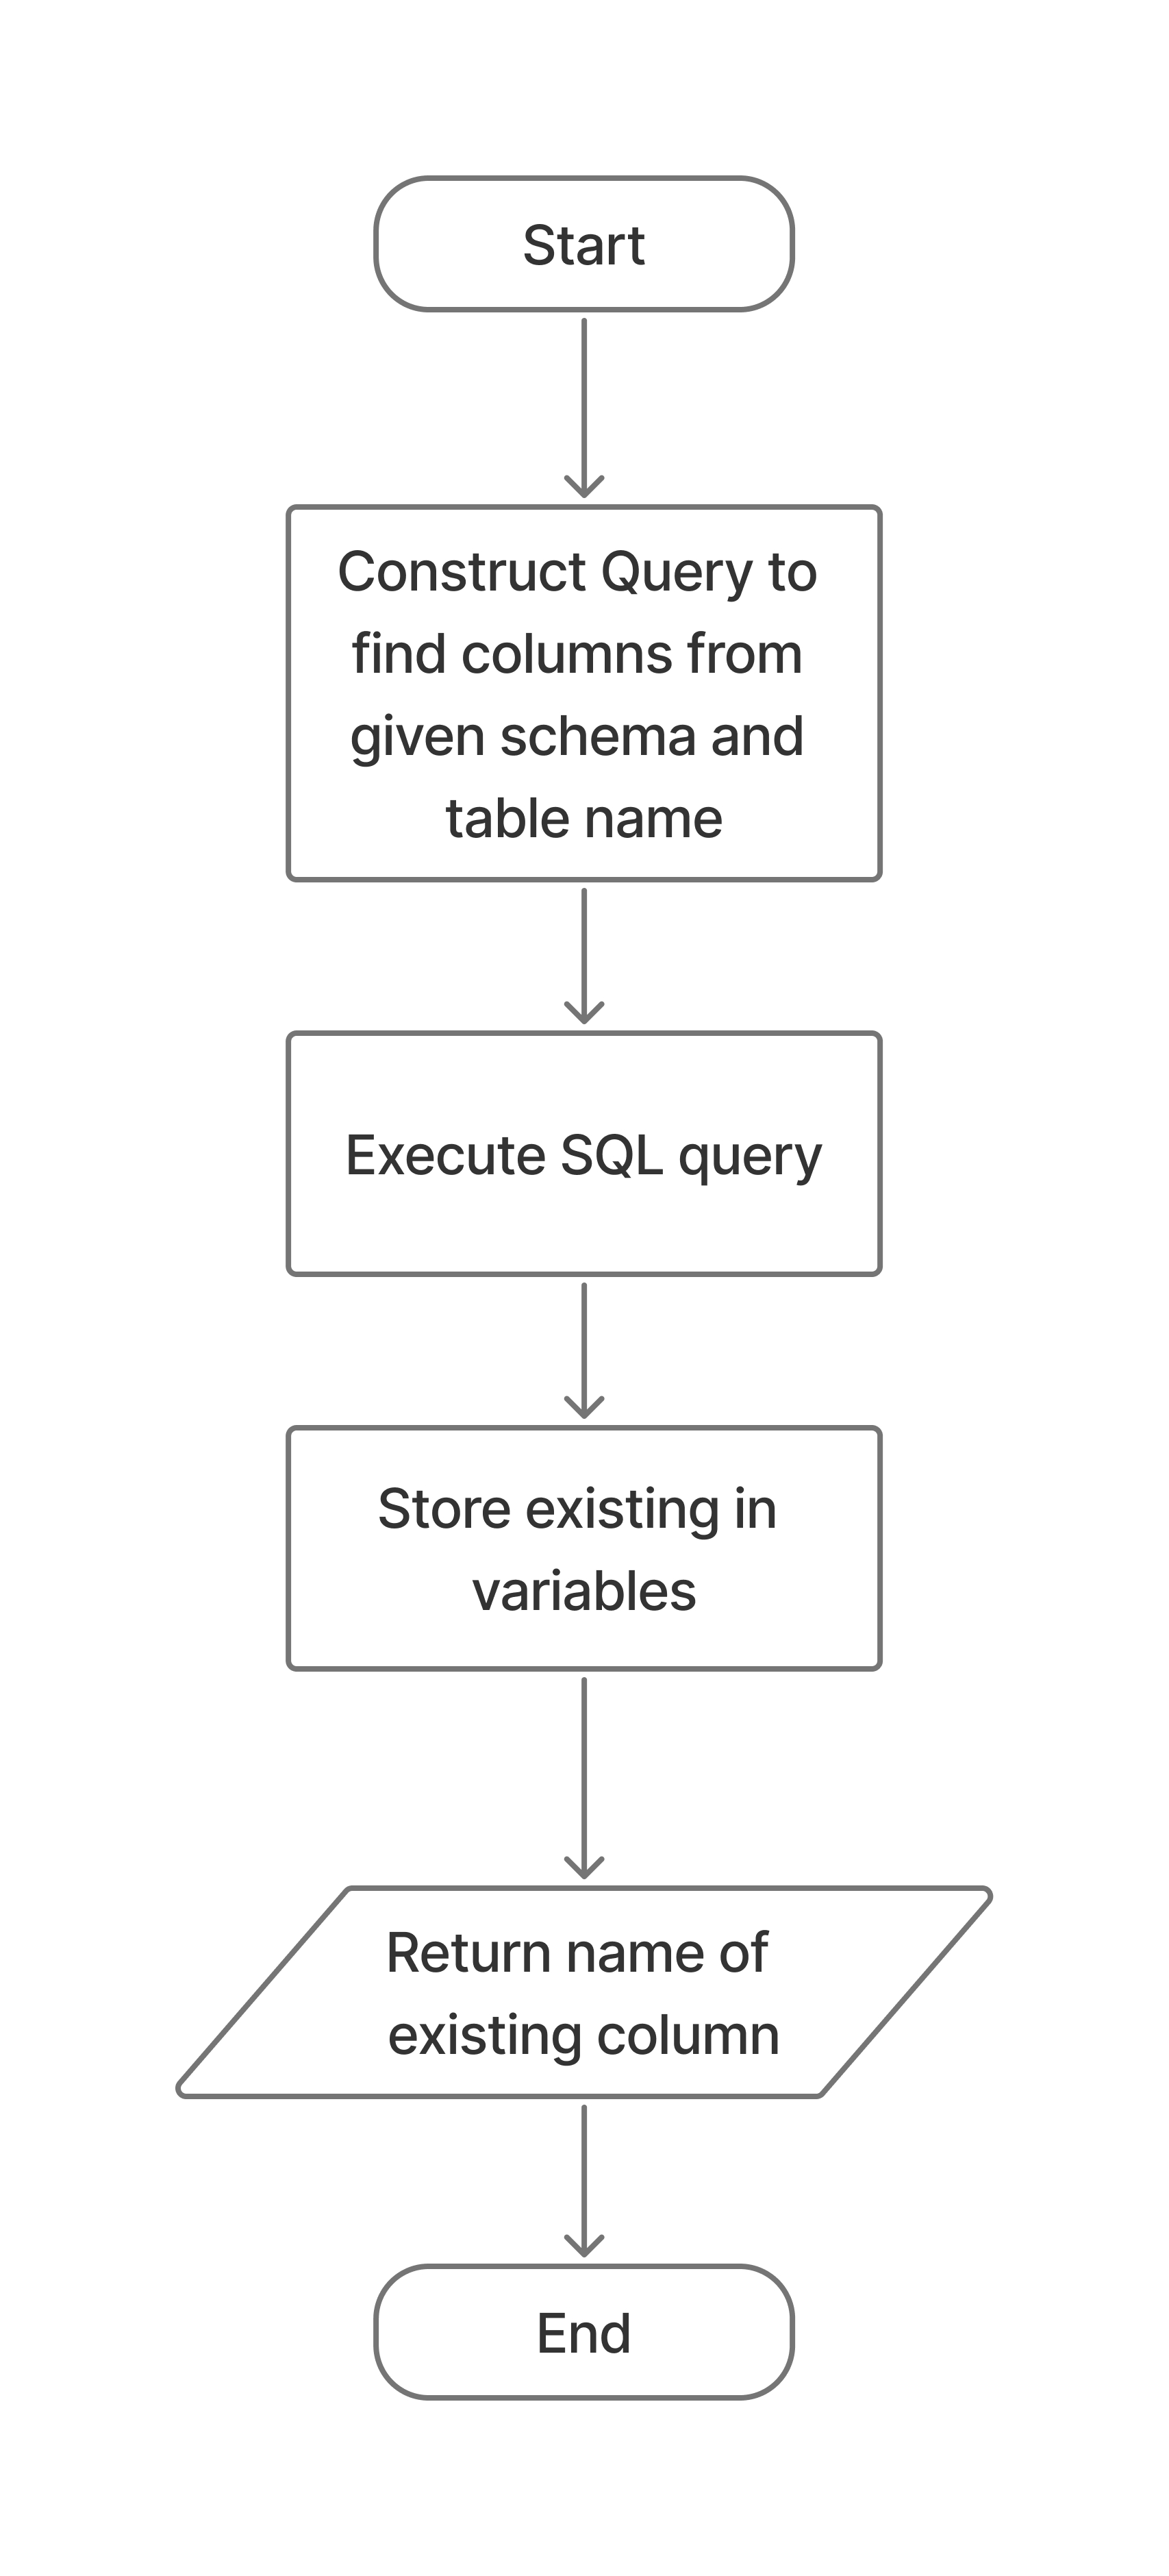 Start
Construct Query to
find columns from
given schema and
table name
Execute SQL query
Store existing in
variables
Return name of
existing column
End